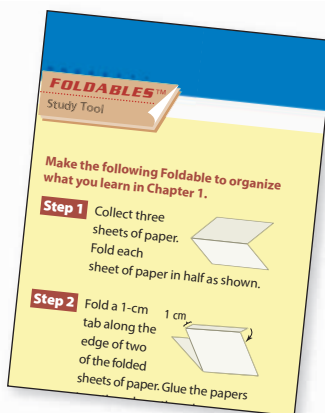 FOLDABLES™
Study Tool
Make the following Foldable to organize
what you learn in Chapter 1.
Step 1 Collect three
sheets of paper.
Fold each
sheet of paper in half as shown.
Step 2 Fold a 1-cm 1 cm
tab along the
edge of two
of the folded
sheets of paper. Glue the papers